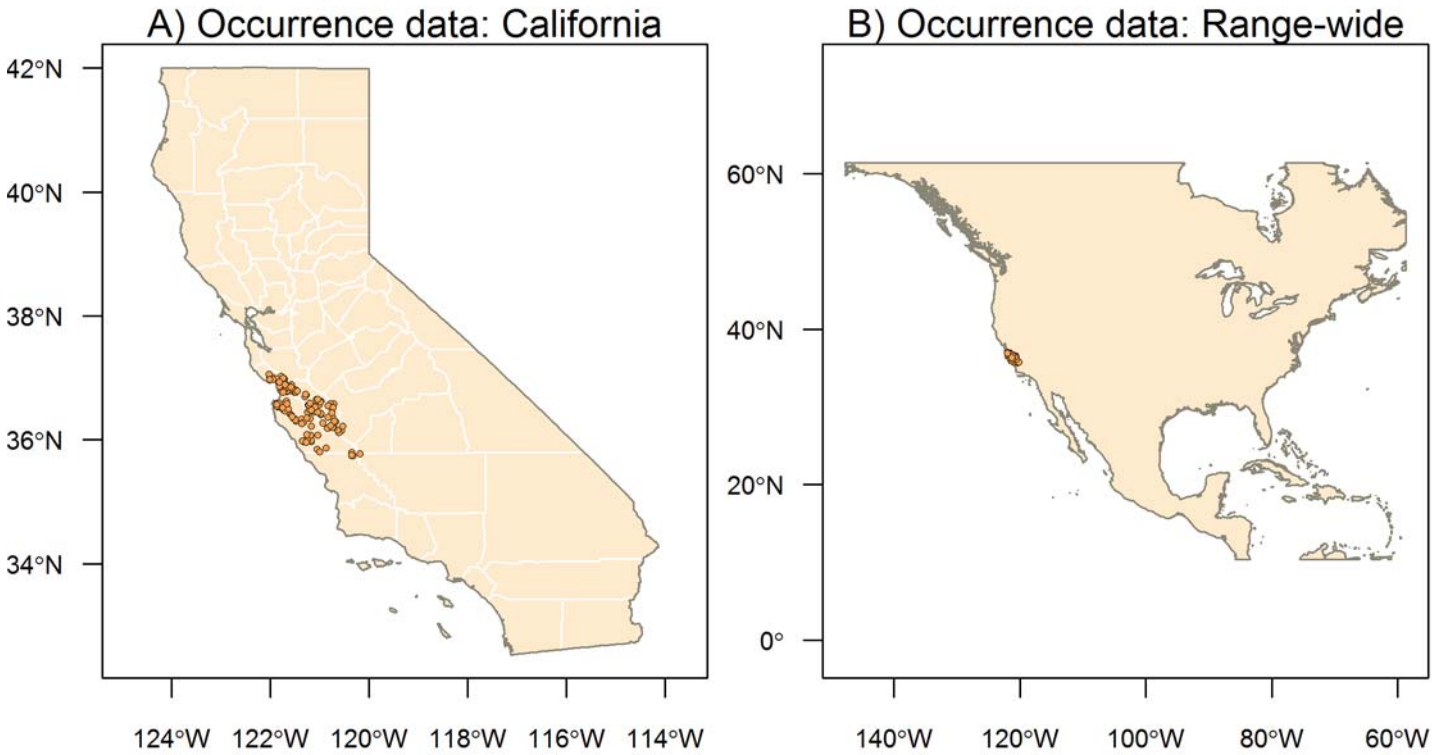 A) Occurrence data: California
42°N
40°N
38°N
36°N
34°N
124°W 122°W 120°W 118°W 116°W 114°W
B) Occurrence data: Range-wide
60°N
40°N
20°N
0°
140°W 120°W 100°W 80°W 60°W